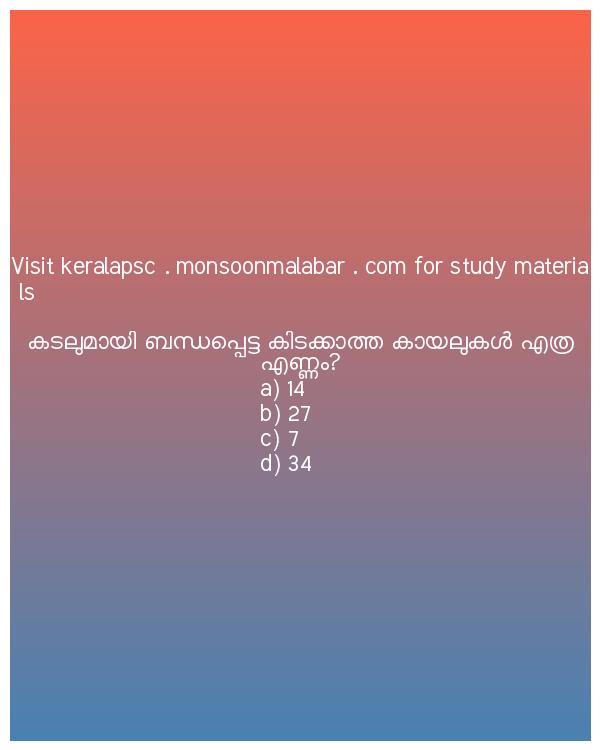 Visit keralapsc . monsoonmalabar . com for study materia
ls
കടലുമായി ബന്ധപ്പെട്ട കിടക്കാത്ത കായലുകൾ എത്ര
എണ്ണം?
a) 14
b) 27
c) 7
d) 34